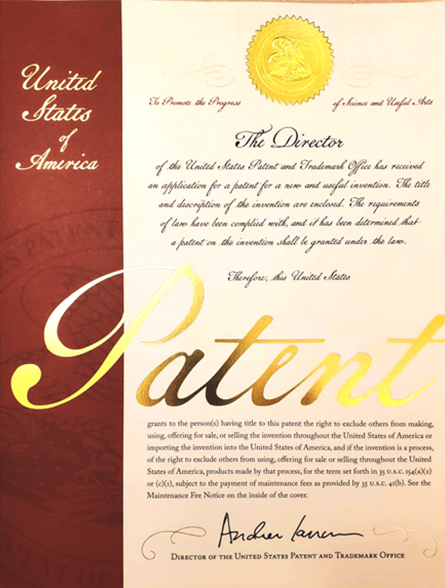 United
States
of
America
To Promote the Progress of Science and Useful Arts
The Director
of the United States Patent and Trademark Office has received
an application for a patent for a new and useful invention. The title
and description of the invention are enclosed. The requirements
of law have been complied with, and it has been determined that
a patent on the invention shall be granted under the law.
Therefore, this United States
Patent
grants to the person(s) having title to this patent the right to exclude others from making,
using, offering for sale, or selling the invention throughout the United States of America or
importing the invention into the United States of America, and if the invention is a process,
of the right to exclude others from using, offering for sale or selling throughout the United
States of America, products made by that process, for the term set forth in 35 U.S.C. 154(a)(2)
or (c)(1), subject to the payment of maintenance fees as provided by 35 U.S.C. 41(b). See the
Maintenance Fee Notice on the inside of the cover.
Director of the United States Patent and Trademark Office